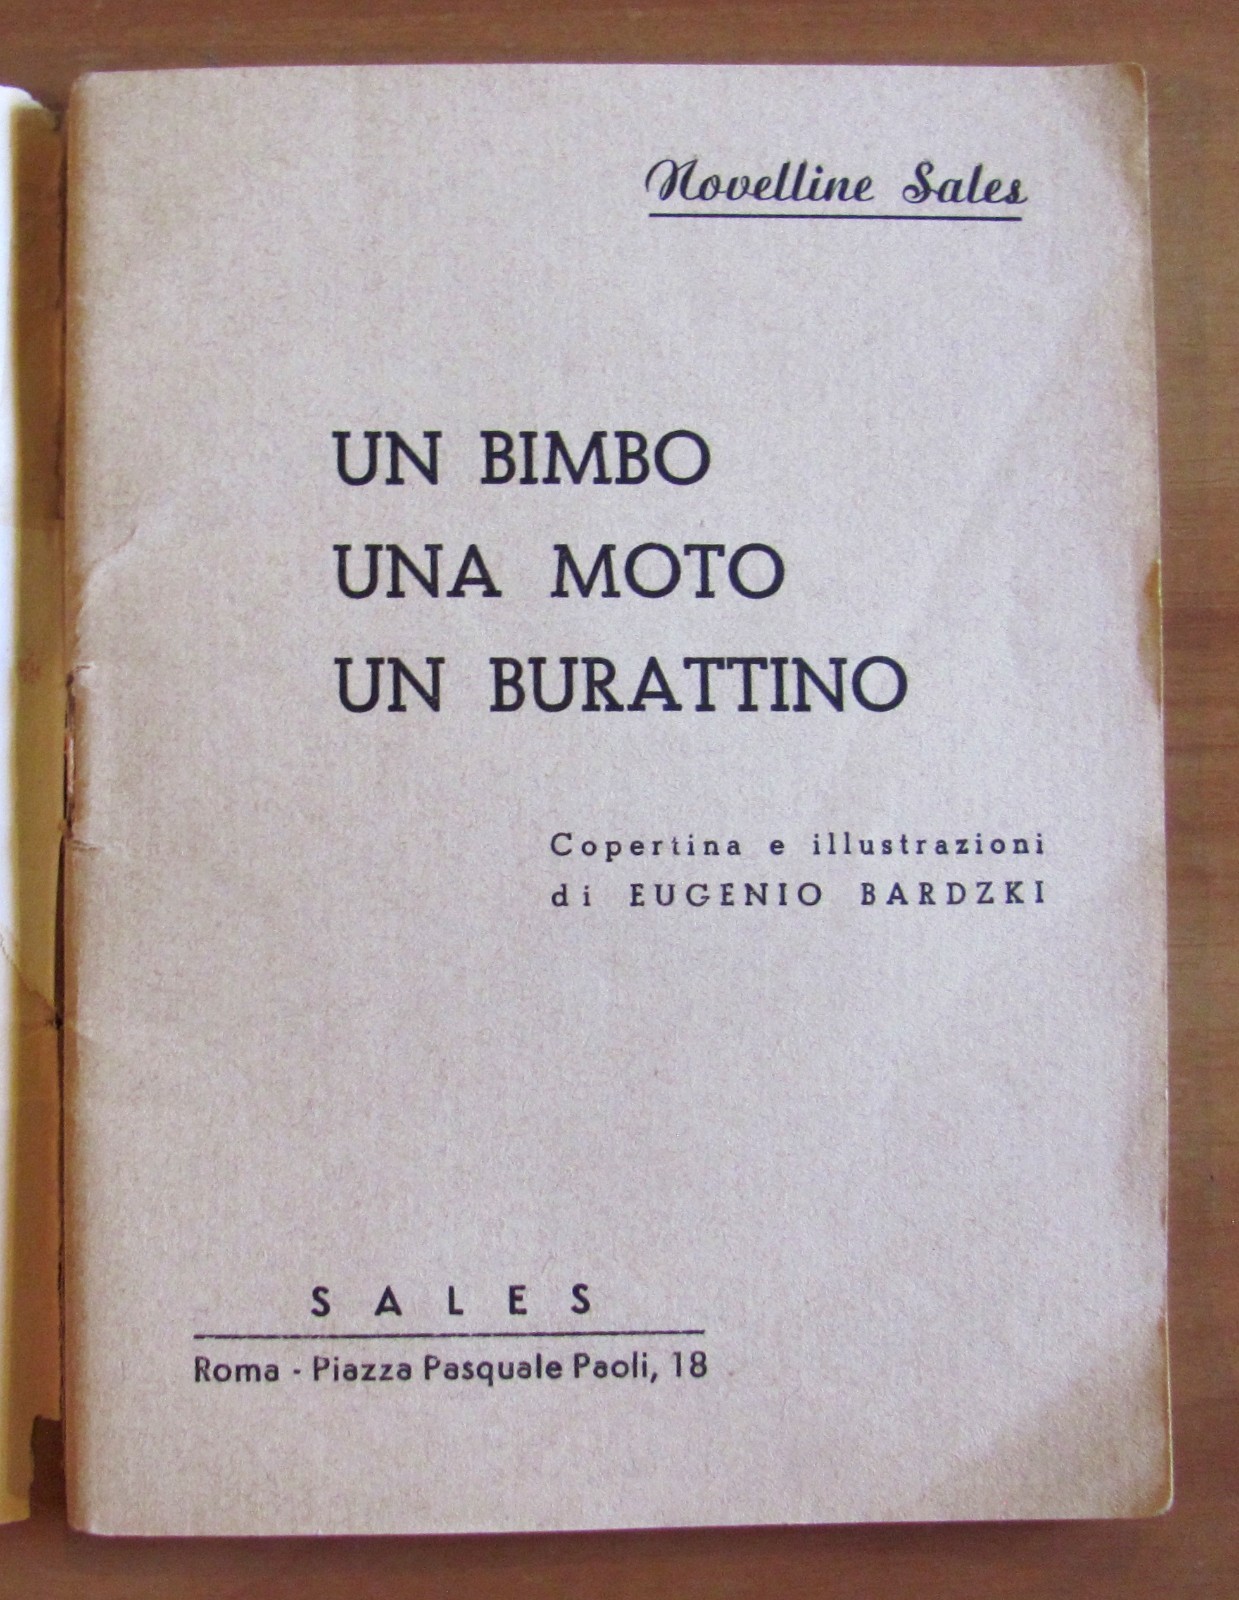 Novelline Sales
UN BIMBO
UNA MOTO
UN BURATTINO
Copertina e illustrazioni
di EUGENIO BARDZKI
SALES
Roma - Piazza Pasquale Paoli, 18